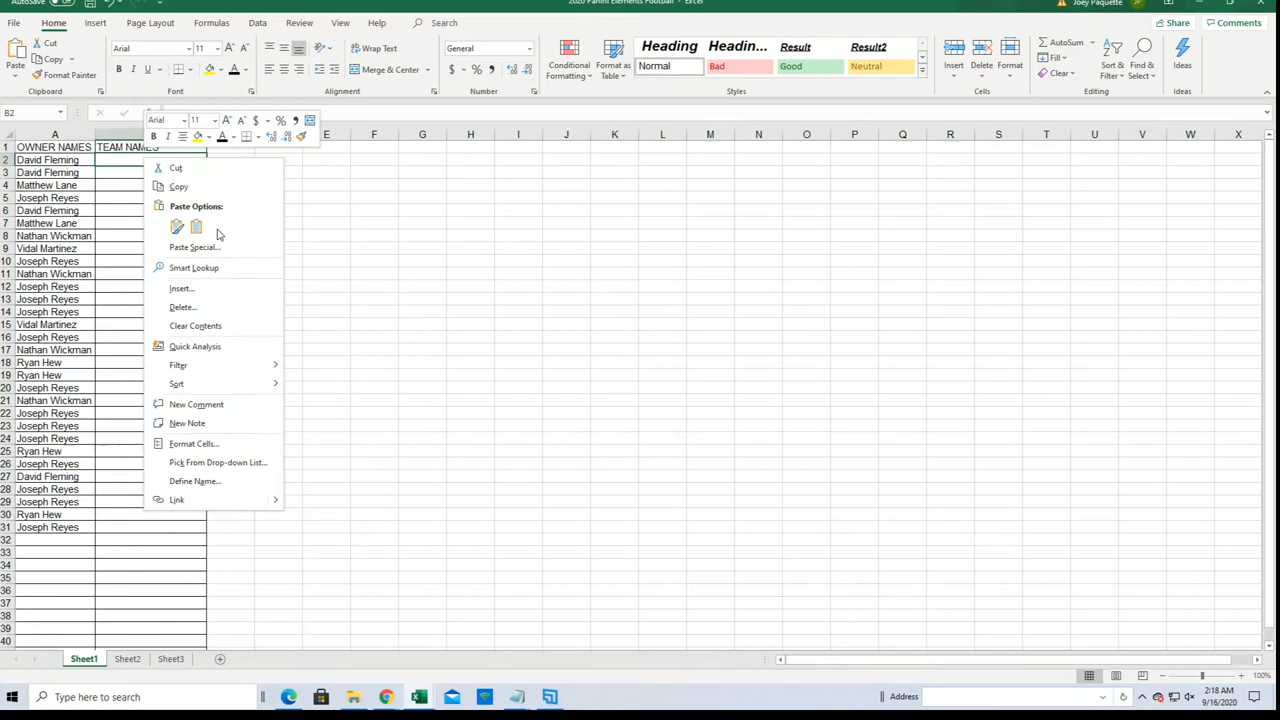 AutoSave
2020 Panini Elements Football - Excel
Joey Paquette
File Home Insert Page Layout Formulas Data Review View Help Search
Share Comments
Paste Cut Copy Format Painter Clipboard
Arial 11 B I U Font
Wrap Text Merge & Center Alignment
General $ % , Number
Conditional Formatting Format as Table
Heading Headin... Result Result2
Normal Bad Good Neutral
Styles
Insert Delete Format Cells
AutoSum Fill Clear Sort & Filter Find & Select Editing
Ideas Ideas
B2
Arial 11 A A $ % ,
B I A
A E F G H I J K L M N O P Q R S T U V W X
1 OWNER NAMES TEAM NAMES
2 David Fleming
3 David Fleming
4 Matthew Lane
5 Joseph Reyes
6 David Fleming
7 Matthew Lane
8 Nathan Wickman
9 Vidal Martinez
10 Joseph Reyes
11 Nathan Wickman
12 Joseph Reyes
13 Joseph Reyes
14 Joseph Reyes
15 Vidal Martinez
16 Joseph Reyes
17 Nathan Wickman
18 Ryan Hew
19 Ryan Hew
20 Joseph Reyes
21 Nathan Wickman
22 Joseph Reyes
23 Joseph Reyes
24 Joseph Reyes
25 Ryan Hew
26 Joseph Reyes
27 David Fleming
28 Joseph Reyes
29 Joseph Reyes
30 Ryan Hew
31 Joseph Reyes
32
33
34
35
36
37
38
39
40
Cut
Copy
Paste Options:
Paste Special...
Smart Lookup
Insert...
Delete...
Clear Contents
Quick Analysis
Filter
Sort
New Comment
New Note
Format Cells...
Pick From Drop-down List...
Define Name...
Link
Sheet1 Sheet2 Sheet3
100%
Type here to search
Address
2:18 AM
9/16/2020